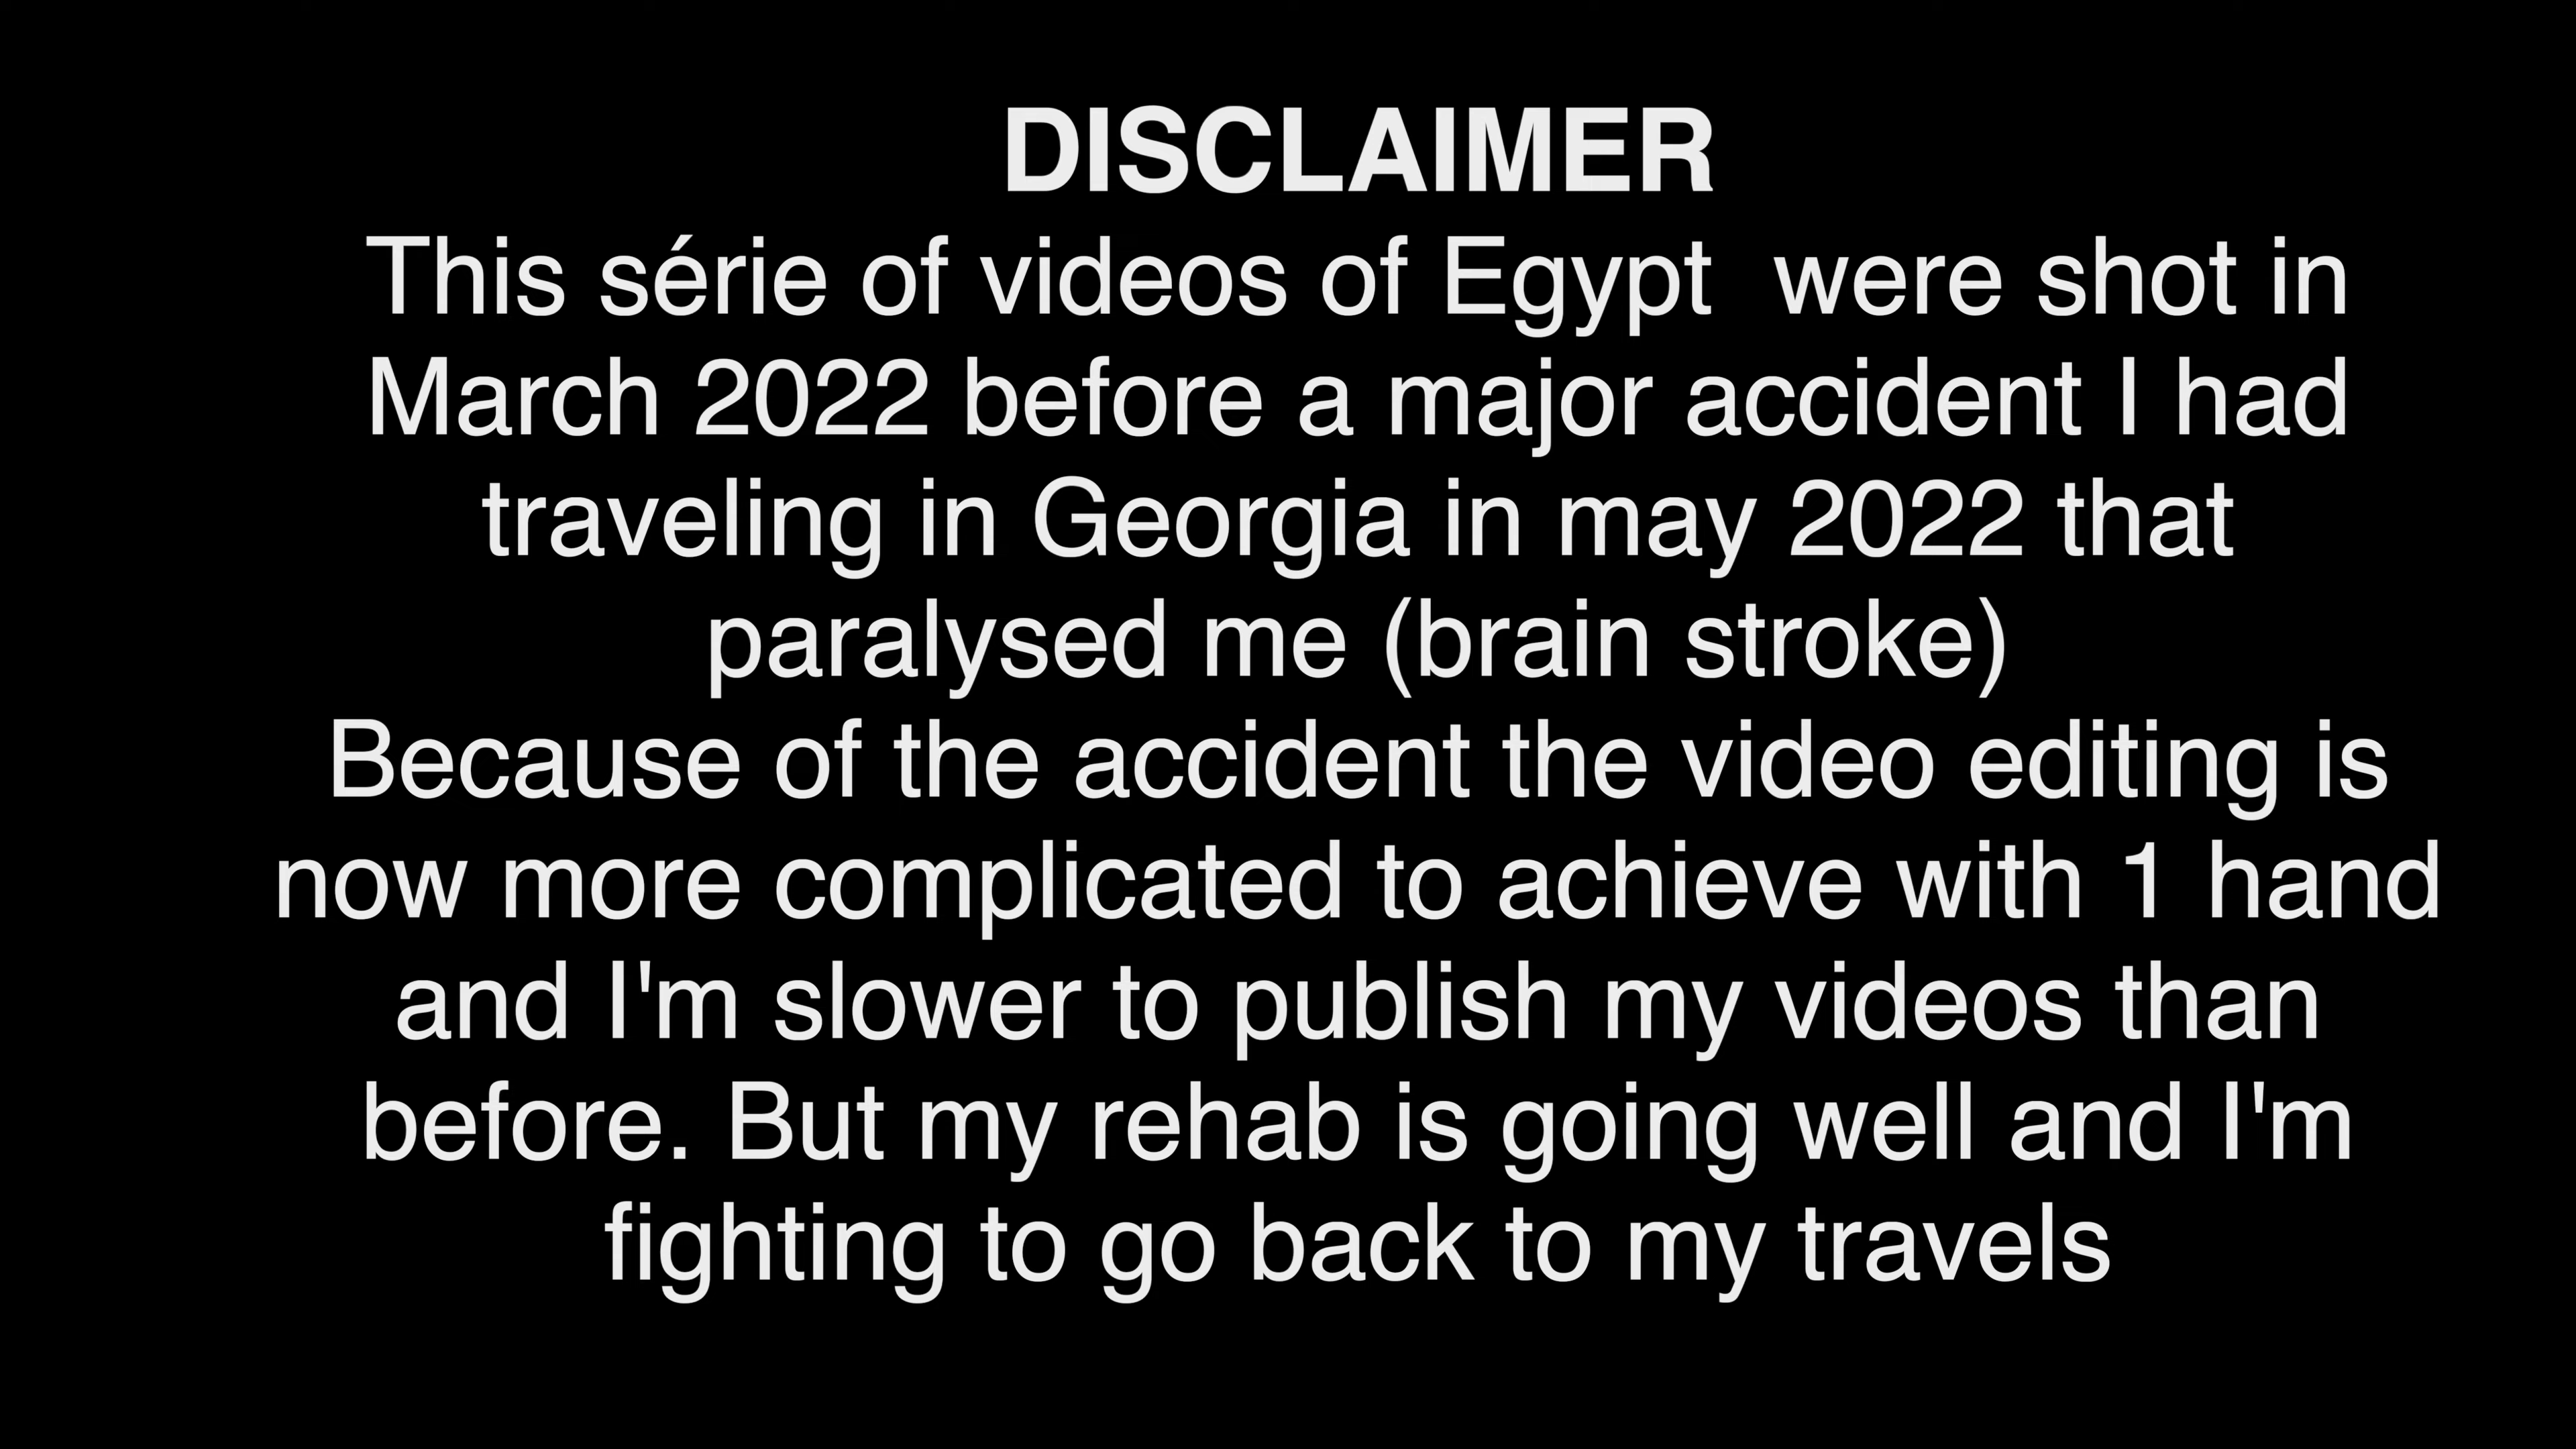 DISCLAIMER
This série of videos of Egypt  were shot in
March 2022 before a major accident I had
traveling in Georgia in may 2022 that
paralysed me (brain stroke)
Because of the accident the video editing is
now more complicated to achieve with 1 hand
and I'm slower to publish my videos than
before. But my rehab is going well and I'm
fighting to go back to my travels